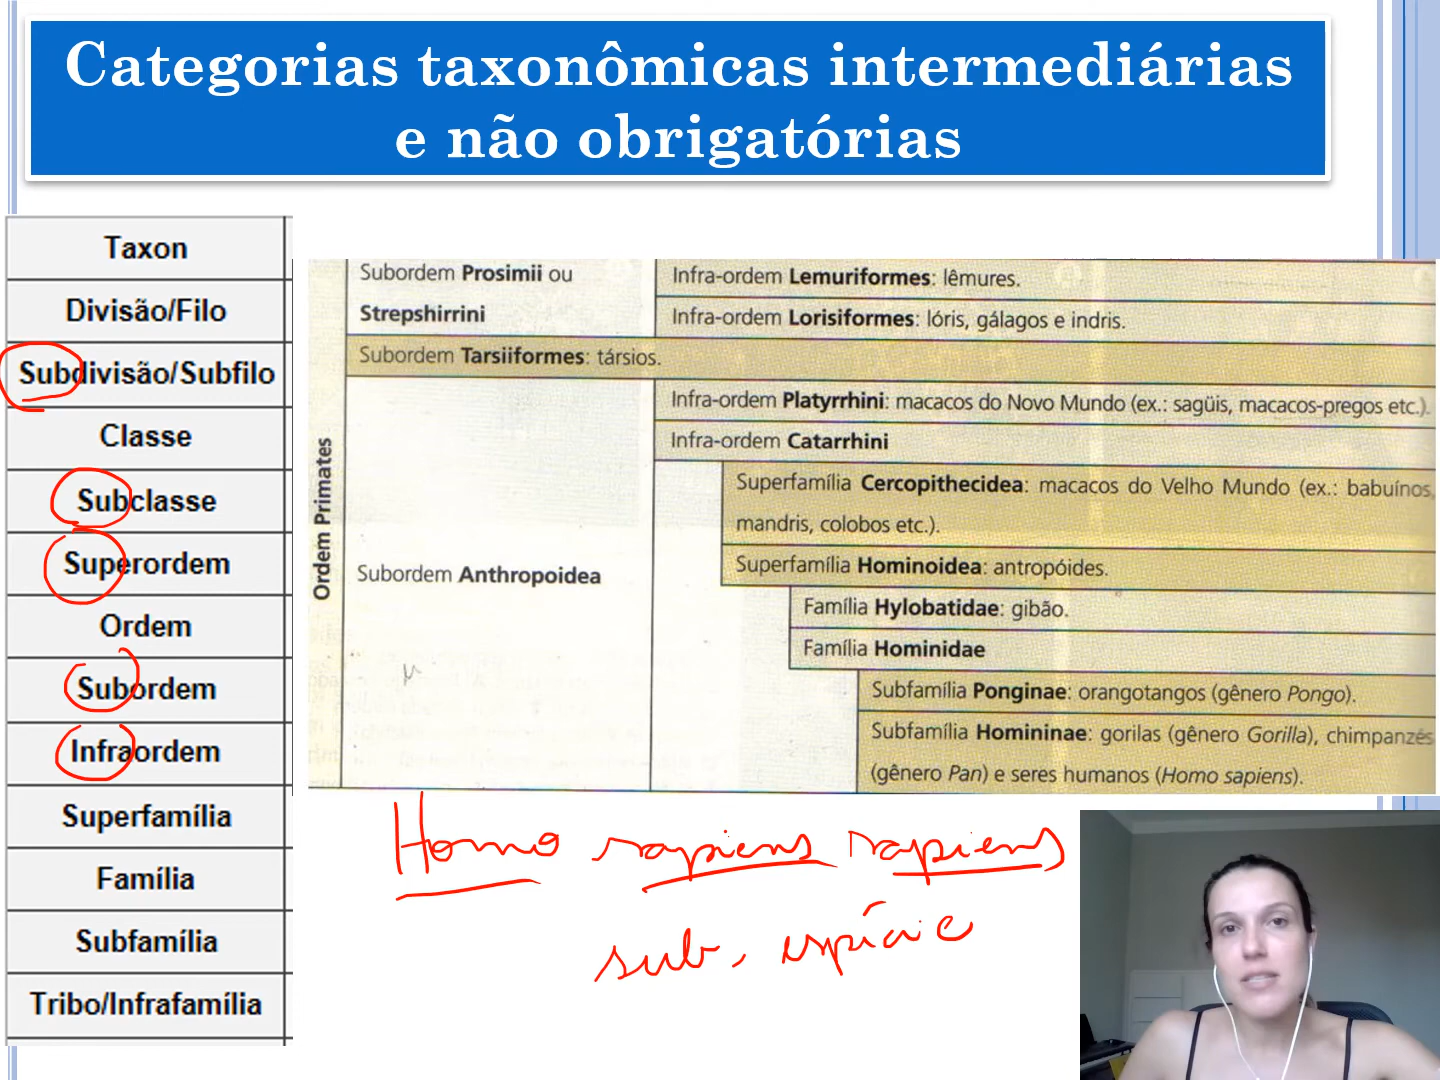 Categorias taxonômicas intermediárias
e não obrigatórias
Taxon
Divisão/Filo
Subdivisão/Subfilo
Classe
Subclasse
Superordem
Ordem
Subordem
Infraordem
Superfamília
Família
Subfamília
Tribo/Infrafamília
Ordem Primates
Subordem Prosimii ou
Strepshirrini
Infra-ordem Lemuriformes: lêmures.
Infra-ordem Lorisiformes: lóris, gálagos e indris.
Subordem Tarsiiformes: társios.
Subordem Anthropoidea
Infra-ordem Platyrrhini: macacos do Novo Mundo (ex.: sagüis, macacos-pregos etc.).
Infra-ordem Catarrhini
Superfamília Cercopithecidea: macacos do Velho Mundo (ex.: babuínos,
mandris, colobos etc.).
Superfamília Hominoidea: antropóides.
Família Hylobatidae: gibão.
Família Hominidae
Subfamília Ponginae: orangotangos (gênero Pongo).
Subfamília Homininae: gorilas (gênero Gorilla), chimpanzés
(gênero Pan) e seres humanos (Homo sapiens).
Homo sapiens sapiens
sub, espécie